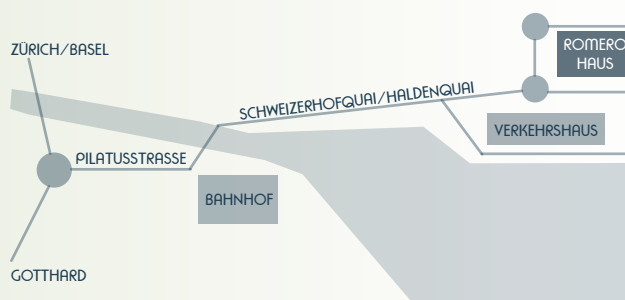 ZÜRICH/BASEL
ROMERO
HAUS
SCHWEIZERHOFQUAI/HALDENQUAI
VERKEHRSHAUS
PILATUSSTRASSE
BAHNHOF
GOTTHARD